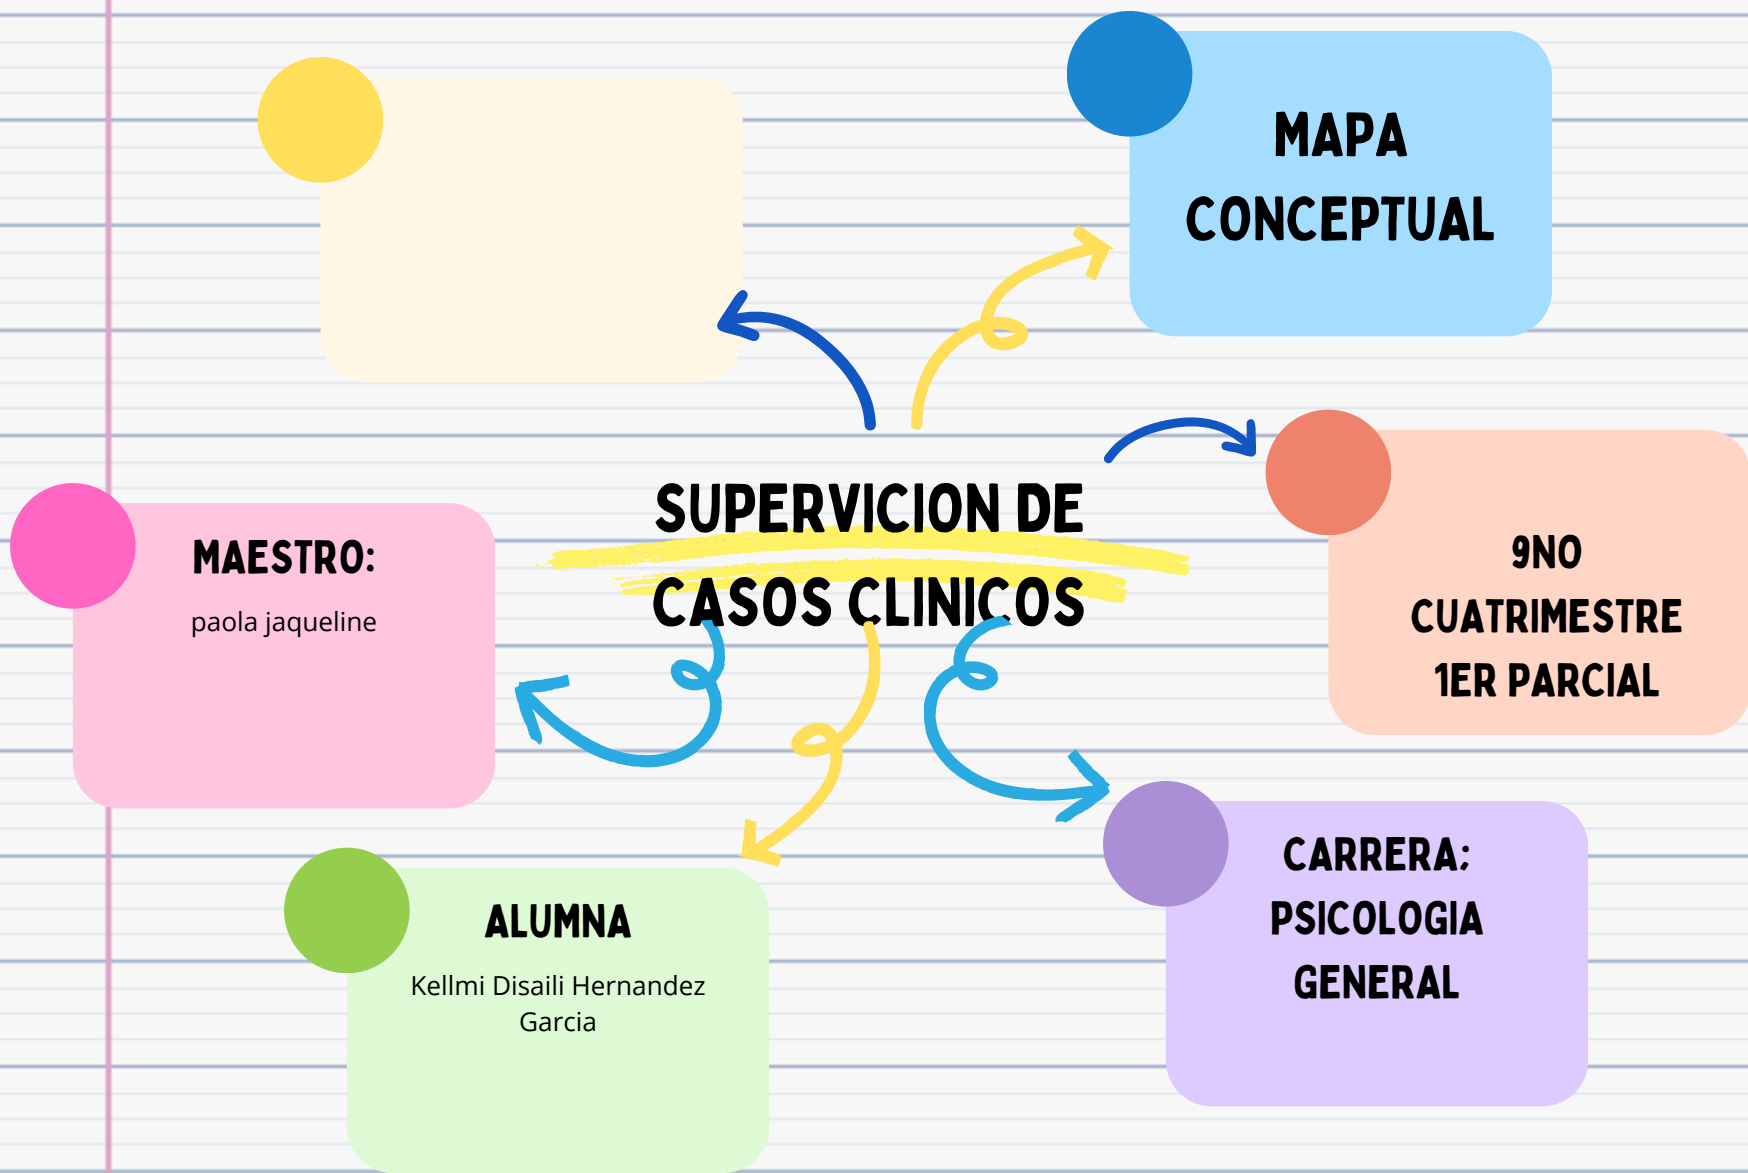 MAPA
CONCEPTUAL
SUPERVICION DE
CASOS CLINICOS
9NO
CUATRIMESTRE
1ER PARCIAL
MAESTRO:
paola jaqueline
CARRERA;
PSICOLOGIA
GENERAL
ALUMNA
Kellmi Disaili Hernandez
Garcia